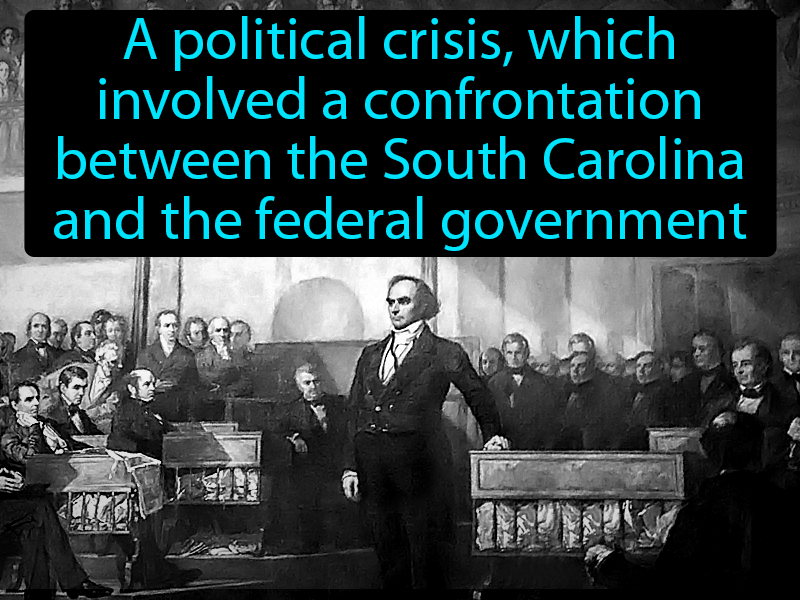 A political crisis, which
involved a confrontation
between the South Carolina
and the federal government